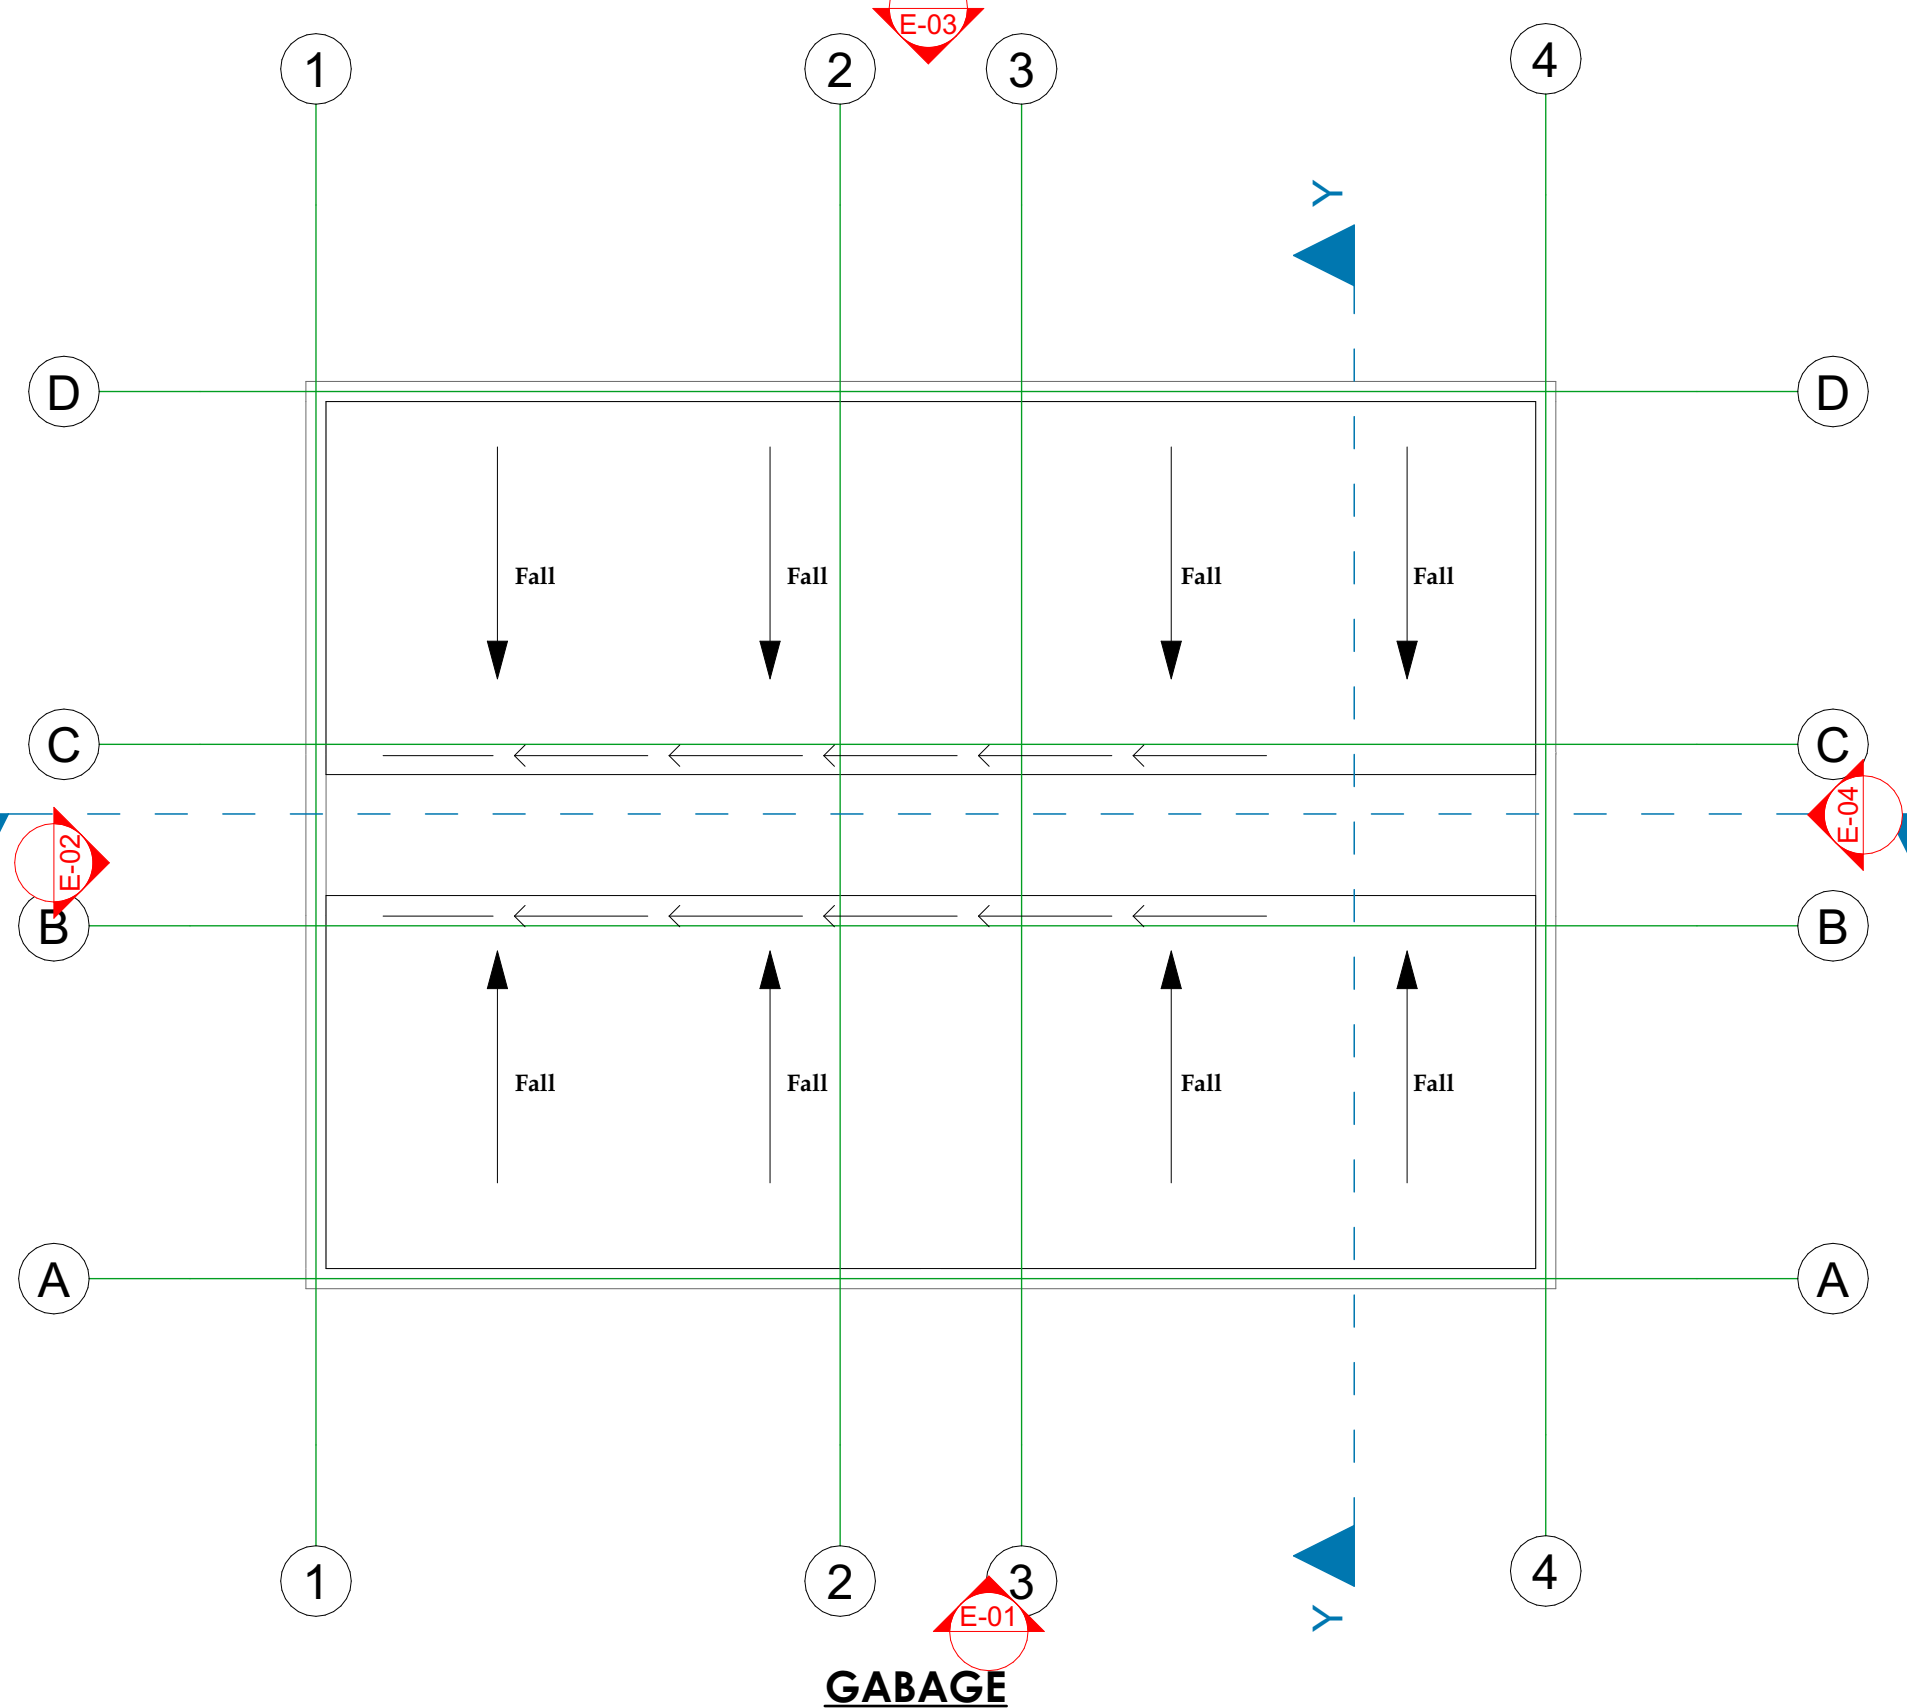 E-03
1 2 3 4
Y
D D
Fall Fall Fall Fall
C C
E-04
E-02
B B
Fall Fall Fall Fall
A A
1 2 3 4
E-01
Y
GABAGE